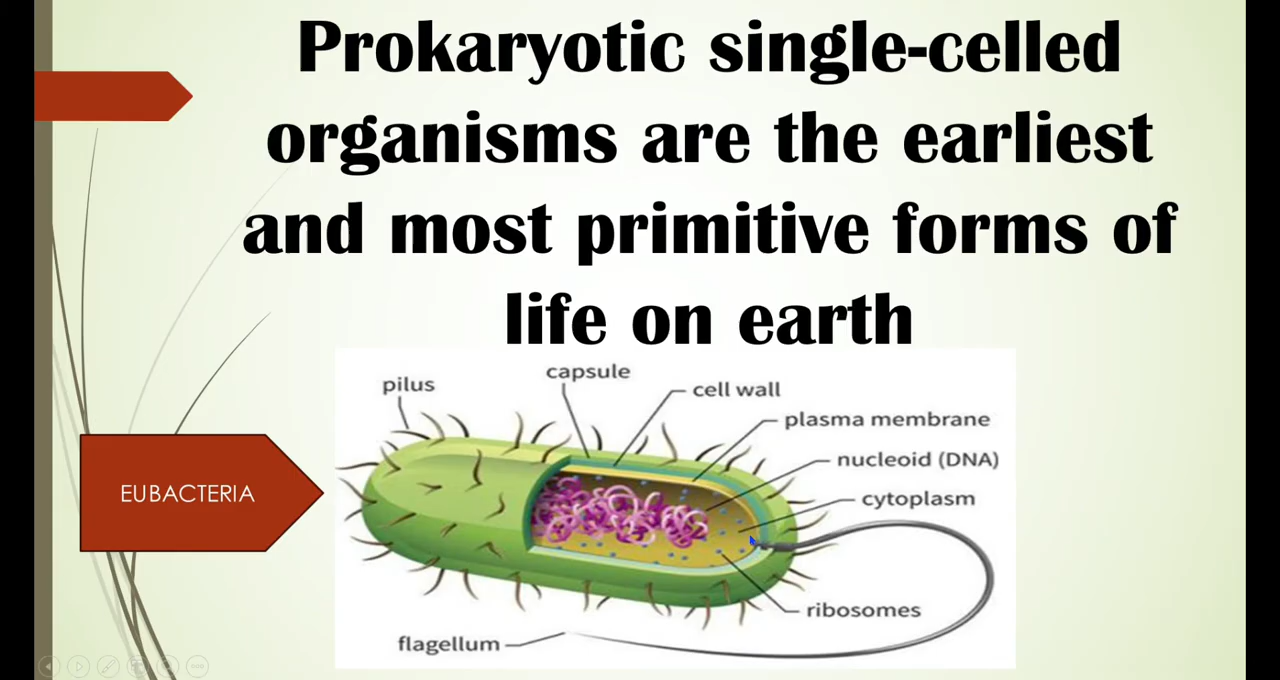 Prokaryotic single-celled
organisms are the earliest
and most primitive forms of
life on earth
EUBACTERIA
pilus
capsule
cell wall
plasma membrane
nucleoid (DNA)
cytoplasm
ribosomes
flagellum